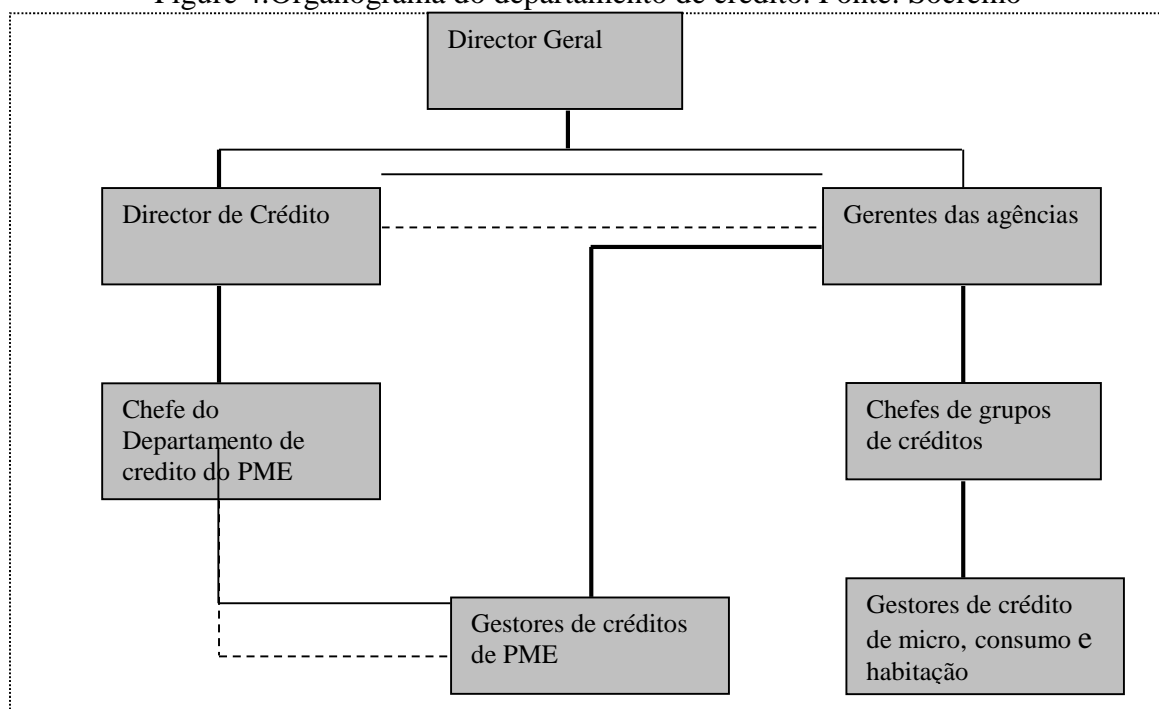 Figure 4:Organograma do departamento de crédito. Fonte: Socremo
Director Geral
Director de Crédito
Gerentes das agências
Chefe do
Departamento de
credito do PME
Chefes de grupos
de créditos
Gestores de créditos
de PME
Gestores de crédito
de micro, consumo e
habitação